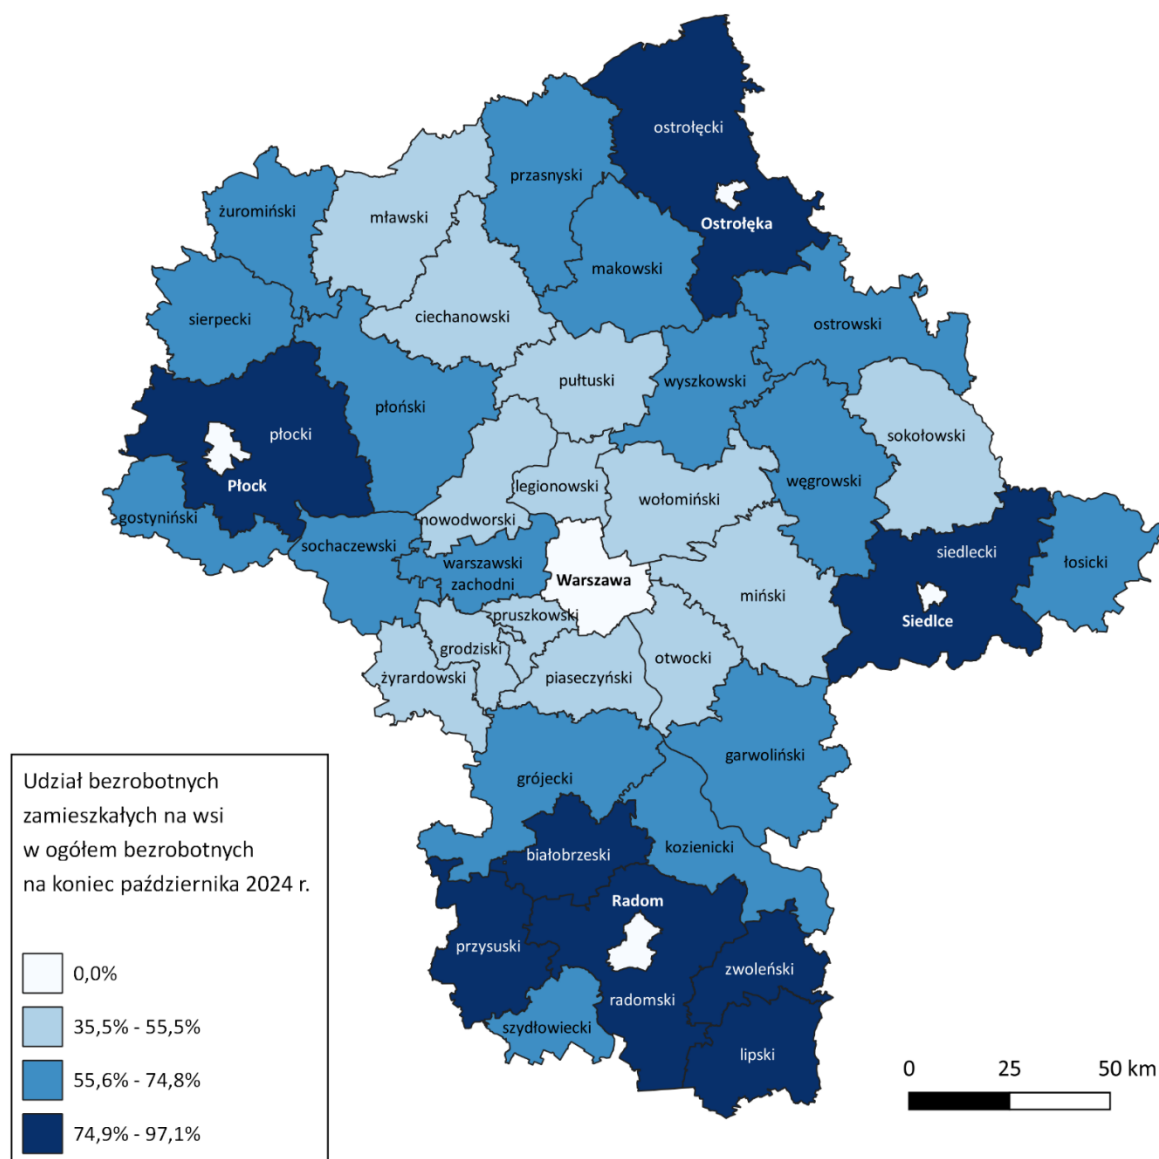 ostrołęcki
przasnyski
żuromiński
mławski
Ostrołęka
makowski
sierpecki
ciechanowski
ostrowski
pułtuski
wyszkowski
płoński
płocki
sokołowski
Płock
legionowski
wołomiński
węgrowski
gostyniński
nowodworski
sochaczewski
siedlecki
warszawski
zachodni
Warszawa
łosicki
miński
Siedlce
zpruszkowski
grodziski
otwocki
żyrardowski
piaseczyński
garwoliński
grójecki
kozienicki
białobrzeski
Radom
przysuski
zwoleński
radomski
szydłowiecki
lipski
Udział bezrobotnych
zamieszkałych na wsi
w ogółem bezrobotnych
na koniec października 2024 r.
0,0%
35,5% - 55,5%
55,6% - 74,8%
74,9% - 97,1%
0 25 50 km